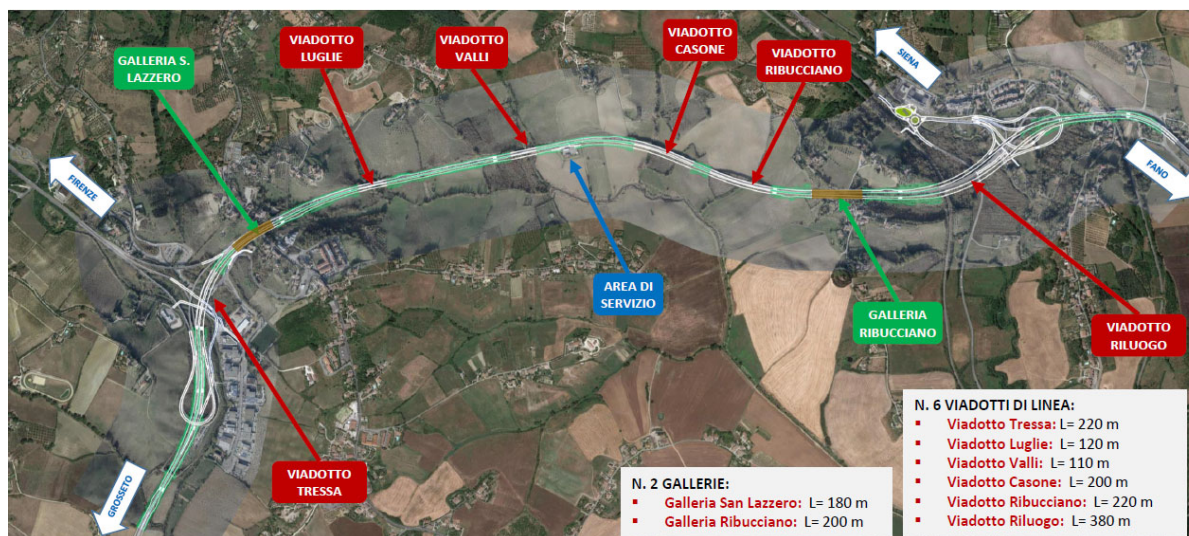 GALLERIA S.
LAZZERO
VIADOTTO
LUGLIE
VIADOTTO
VALLI
VIADOTTO
CASONE
VIADOTTO
RIBUCCIANO
SIENA
FIRENZE
FANO
AREA DI
SERVIZIO
GALLERIA
RIBUCCIANO
VIADOTTO
RILUOGO
VIADOTTO
TRESSA
GROSSETO
N. 2 GALLERIE:
▪ Galleria San Lazzero: L= 180 m
▪ Galleria Ribucciano: L= 200 m
N. 6 VIADOTTI DI LINEA:
▪ Viadotto Tressa: L= 220 m
▪ Viadotto Luglie: L= 120 m
▪ Viadotto Valli: L= 110 m
▪ Viadotto Casone: L= 200 m
▪ Viadotto Ribucciano: L= 220 m
▪ Viadotto Riluogo: L= 380 m